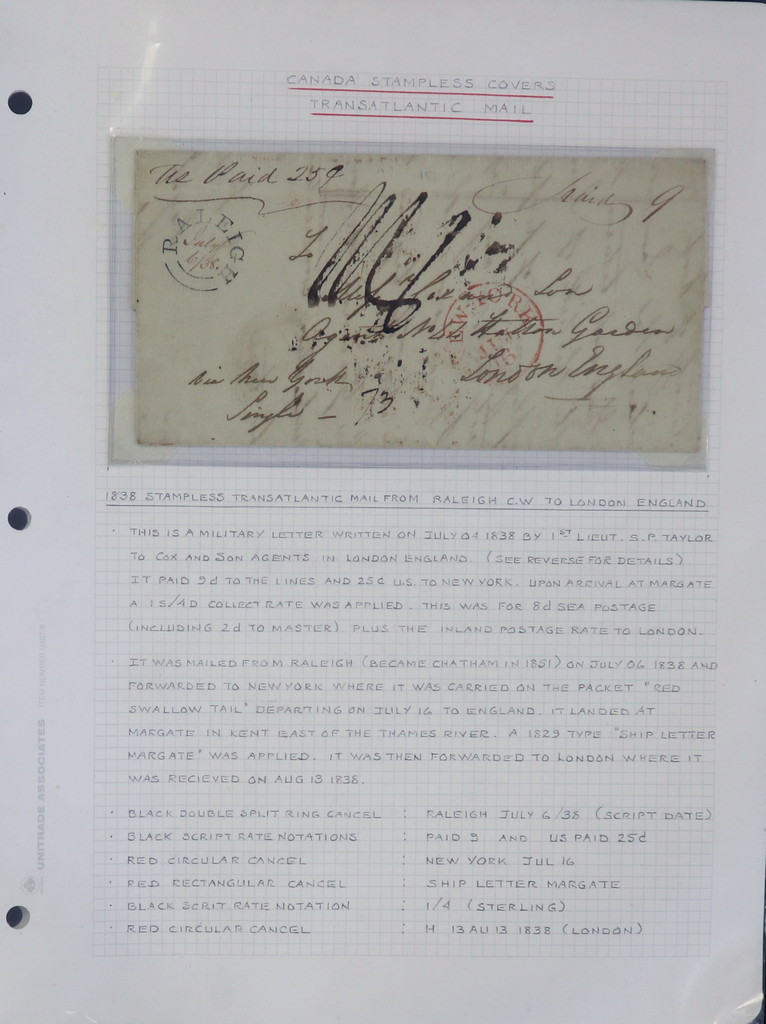 CANADA STAMPLESS COVERS
TRANSATLANTIC MAIL
Paid 25¢
Paid 9
RALEIGH
July
6/38.
To
Son
Agents Hatton Garden
London England
via New York
Single - 73
1838 STAMPLESS TRANSATLANTIC MAIL FROM RALEIGH C.W TO LONDON ENGLAND
· THIS IS A MILITARY LETTER WRITTEN ON JULY 04 1838 BY 1ST LIEUT. S.P. TAYLOR
TO COX AND SON AGENTS IN LONDON ENGLAND. (SEE REVERSE FOR DETAILS)
IT PAID 9d TO THE LINES AND 25¢ U.S. TO NEW YORK. UPON ARRIVAL AT MARGATE
A 1S/4D COLLECT RATE WAS APPLIED. THIS WAS FOR 8d SEA POSTAGE
(INCLUDING 2d TO MASTER) PLUS THE INLAND POSTAGE RATE TO LONDON.
· IT WAS MAILED FROM RALEIGH (BECAME CHATHAM IN 1851) ON JULY 06 1838 AND
FORWARDED TO NEW YORK WHERE IT WAS CARRIED ON THE PACKET "RED
SWALLOW TAIL" DEPARTING ON JULY 16 TO ENGLAND. IT LANDED AT
MARGATE IN KENT EAST OF THE THAMES RIVER. A 1829 TYPE "SHIP LETTER
MARGATE" WAS APPLIED. IT WAS THEN FORWARDED TO LONDON WHERE IT
WAS RECIEVED ON AUG 13 1838.
· BLACK DOUBLE SPLIT RING CANCEL : RALEIGH JULY 6/38 (SCRIPT DATE)
· BLACK SCRIPT RATE NOTATIONS : PAID 9 AND US PAID 25d
· RED CIRCULAR CANCEL : NEW YORK JUL 16
· RED RECTANGULAR CANCEL : SHIP LETTER MARGATE
· BLACK SCRIT RATE NOTATION : 1/4 (STERLING)
· RED CIRCULAR CANCEL : H 13 AU 13 1838 (LONDON)
UNITRADE ASSOCIATES